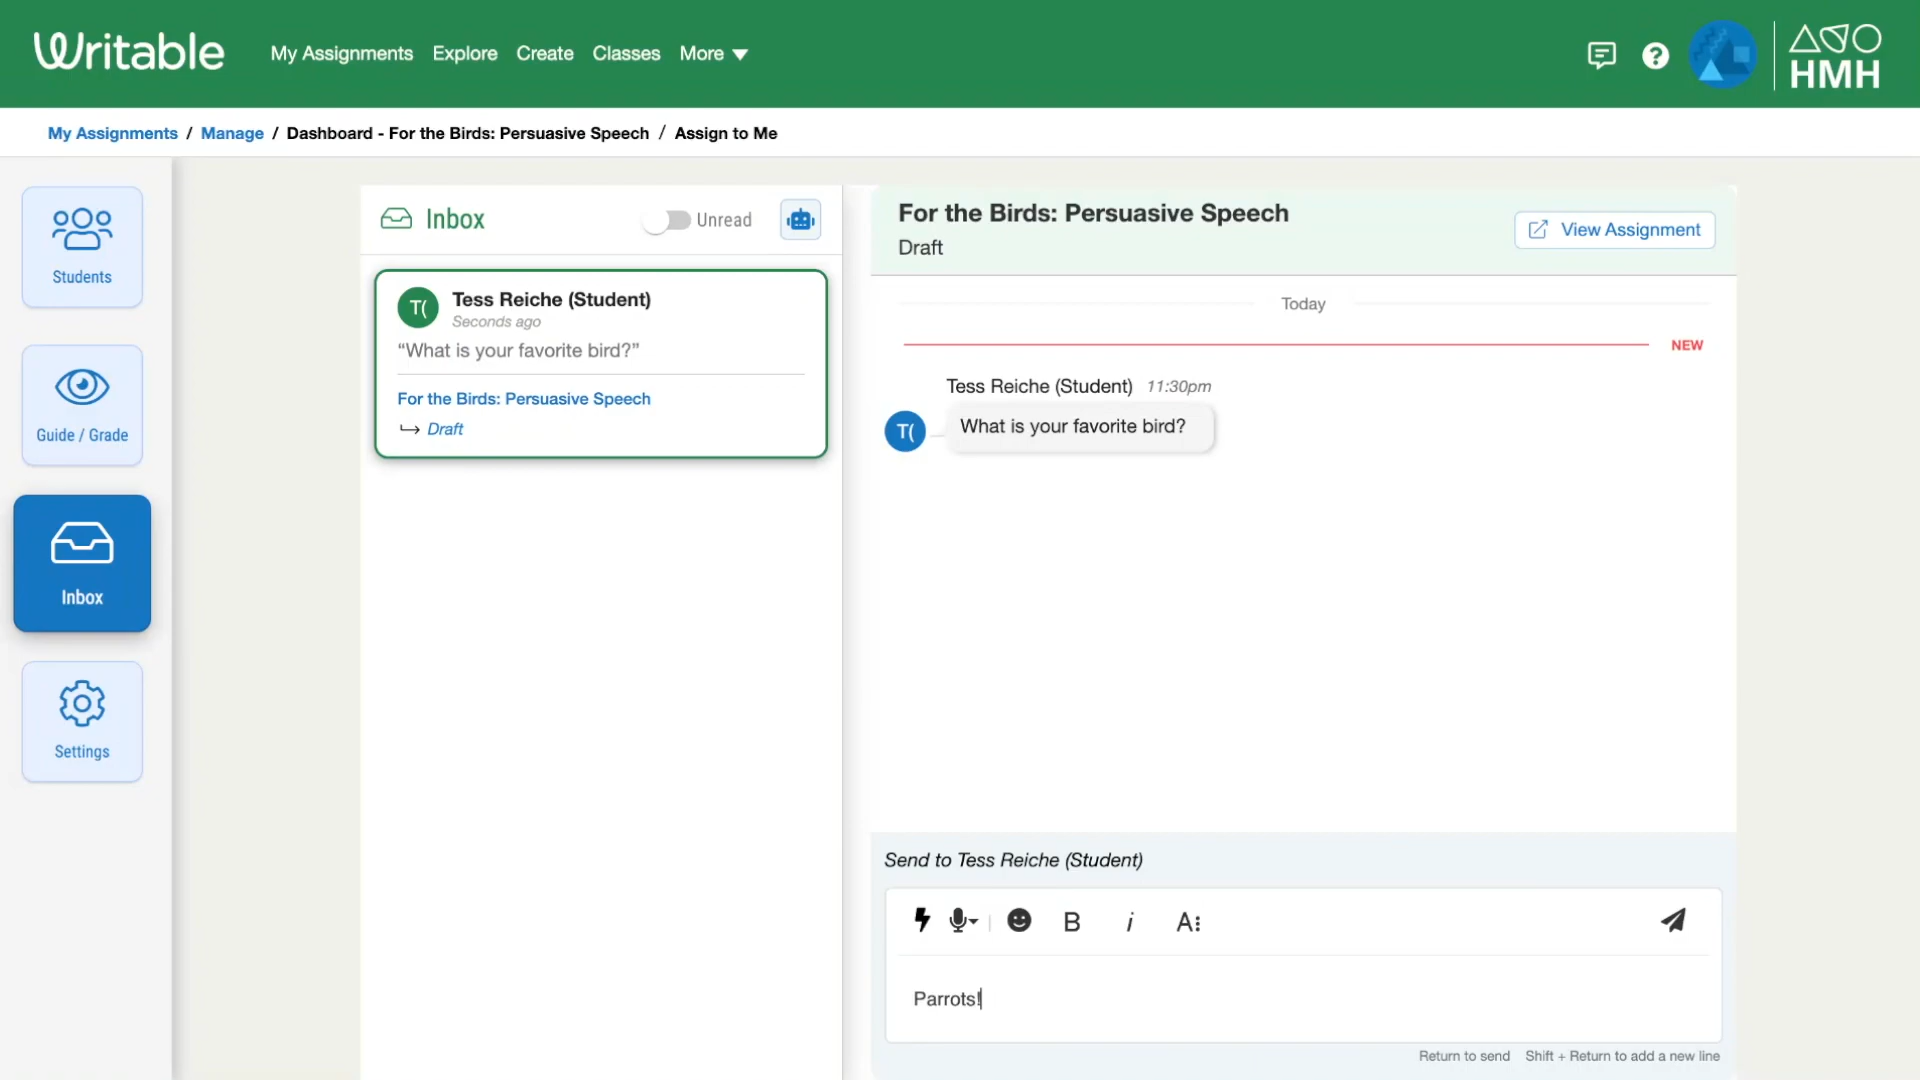 Writable
My Assignments Explore Create Classes More
HMH
My Assignments / Manage / Dashboard - For the Birds: Persuasive Speech / Assign to Me
Students
Guide / Grade
Inbox
Settings
Inbox
Unread
T(
Tess Reiche (Student)
Seconds ago
“What is your favorite bird?”
For the Birds: Persuasive Speech
Draft
For the Birds: Persuasive Speech
Draft
View Assignment
Today
NEW
Tess Reiche (Student) 11:30pm
T(
What is your favorite bird?
Send to Tess Reiche (Student)
B i A
Parrots!
Return to send Shift + Return to add a new line